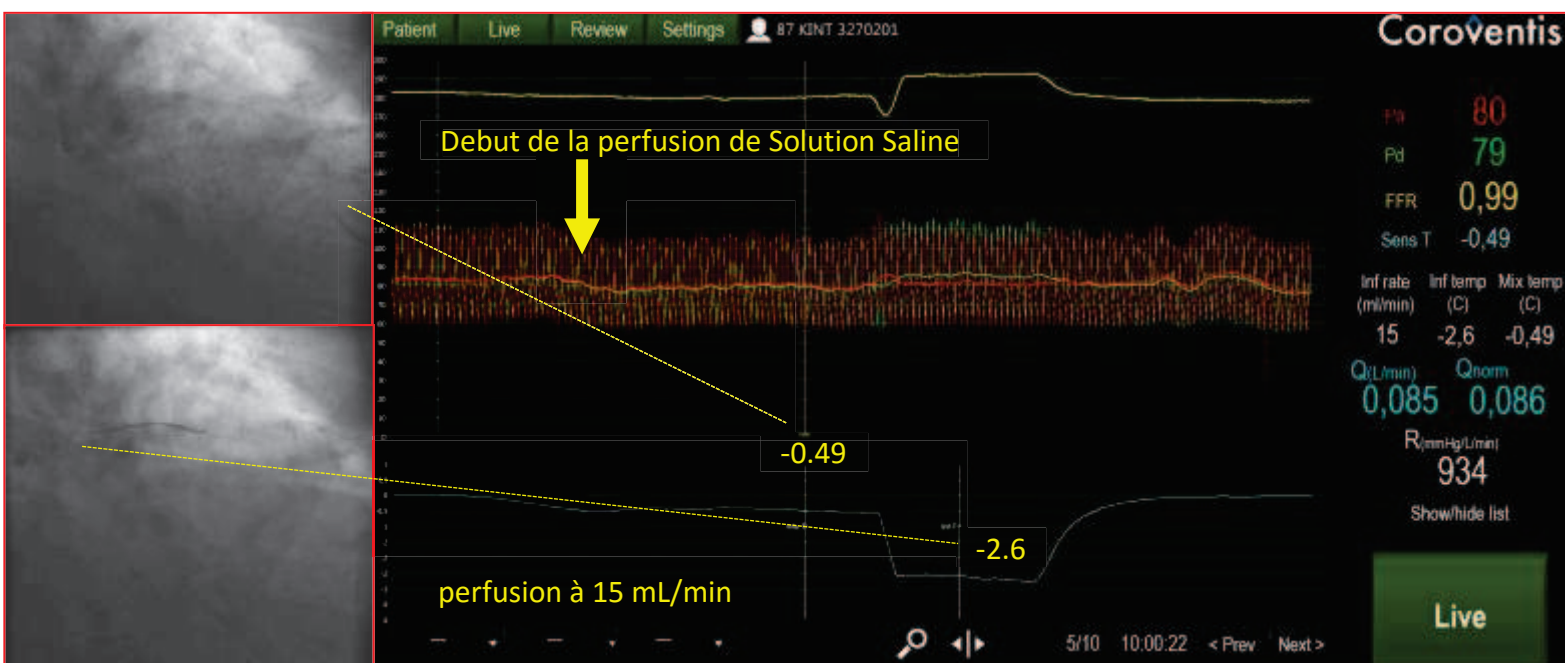 Patient Live Review Settings 87 KINT 3270201
Coroventis
Debut de la perfusion de Solution Saline
80
Pd 79
FFR 0,99
Sens T -0,49
Inf rate Inf temp Mix temp
(ml/min) (C) (C)
15 -2,6 -0,49
Q(L/min) Qnorm
0,085 0,086
R(mmHg/L/min)
934
Show/hide list
-0.49
-2.6
perfusion à 15 mL/min
Live
5/10 10:00:22 < Prev Next >